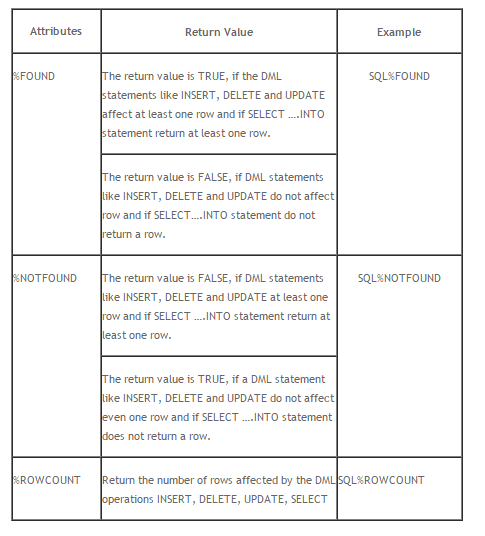 Attributes Return Value Example
%FOUND The return value is TRUE, if the DML SQL%FOUND
statements like INSERT, DELETE and UPDATE
affect at least one row and if SELECT ….INTO
statement return at least one row.
The return value is FALSE, if DML statements
like INSERT, DELETE and UPDATE do not affect
row and if SELECT….INTO statement do not
return a row.
%NOTFOUND The return value is FALSE, if DML statements SQL%NOTFOUND
like INSERT, DELETE and UPDATE at least one
row and if SELECT ….INTO statement return at
least one row.
The return value is TRUE, if a DML statement
like INSERT, DELETE and UPDATE do not affect
even one row and if SELECT ….INTO statement
does not return a row.
%ROWCOUNT Return the number of rows affected by the DML SQL%ROWCOUNT
operations INSERT, DELETE, UPDATE, SELECT